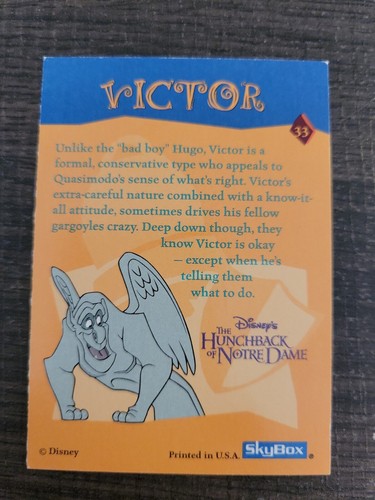 VICTOR
33
Unlike the "bad boy" Hugo, Victor is a
formal, conservative type who appeals to
Quasimodo's sense of what's right. Victor's
extra-careful nature combined with a know-it-
all attitude, sometimes drives his fellow
gargoyles crazy. Deep down though, they
know Victor is okay
— except when he's
telling them
what to do.
Disney's
THE HUNCHBACK
OF NOTRE DAME
© Disney
Printed in U.S.A. SkyBox®